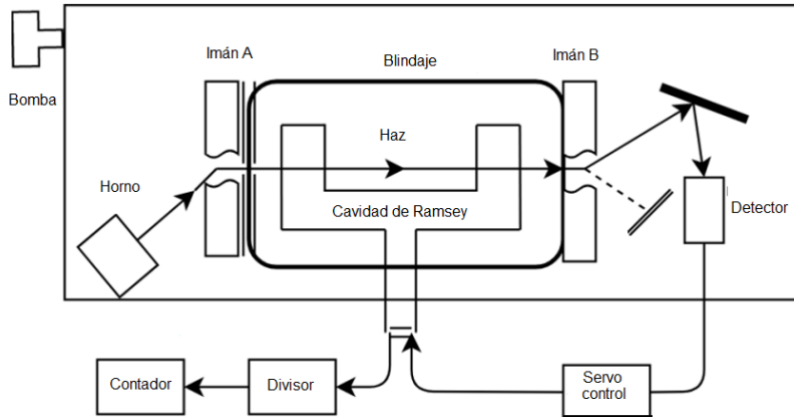 Imán A
Blindaje
Imán B
Bomba
Haz
Horno
Cavidad de Ramsey
Detector
Contador
Divisor
Servo
control